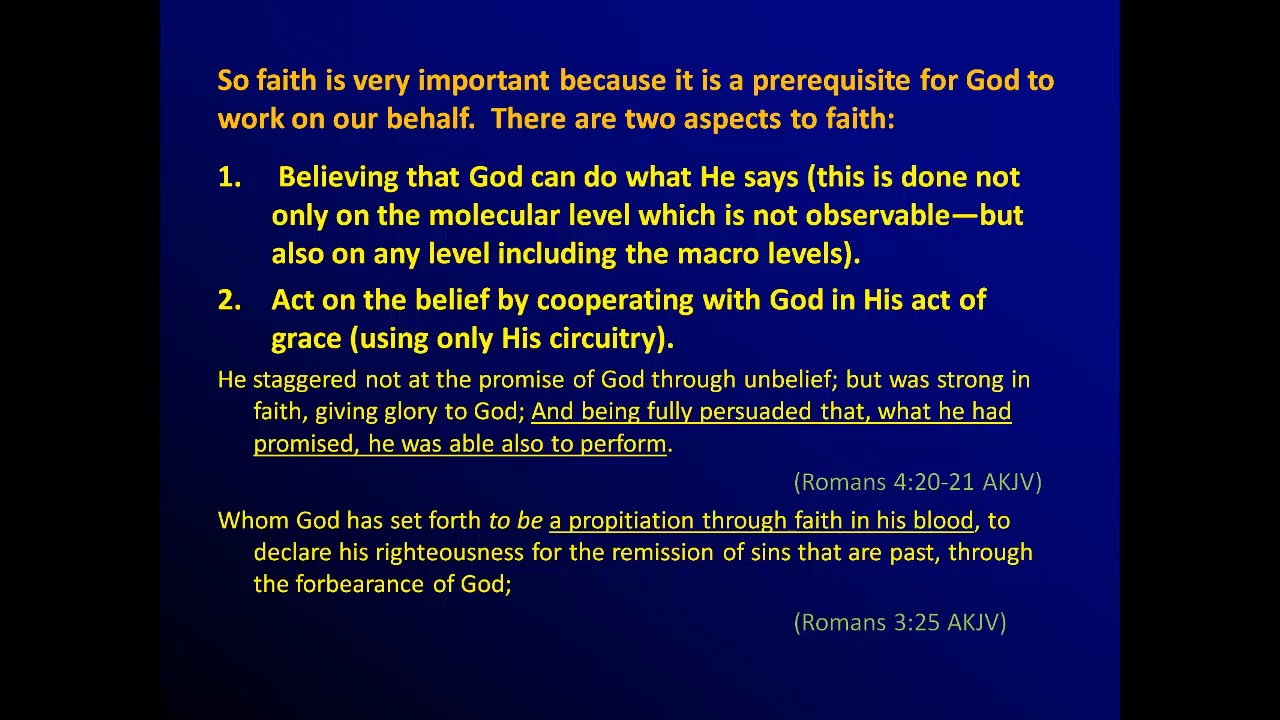 So faith is very important because it is a prerequisite for God to
work on our behalf.  There are two aspects to faith:
1. Believing that God can do what He says (this is done not
only on the molecular level which is not observable—but
also on any level including the macro levels).
2. Act on the belief by cooperating with God in His act of
grace (using only His circuitry).
He staggered not at the promise of God through unbelief; but was strong in
faith, giving glory to God; And being fully persuaded that, what he had
promised, he was able also to perform.
(Romans 4:20-21 AKJV)
Whom God has set forth to be a propitiation through faith in his blood, to
declare his righteousness for the remission of sins that are past, through
the forbearance of God;
(Romans 3:25 AKJV)